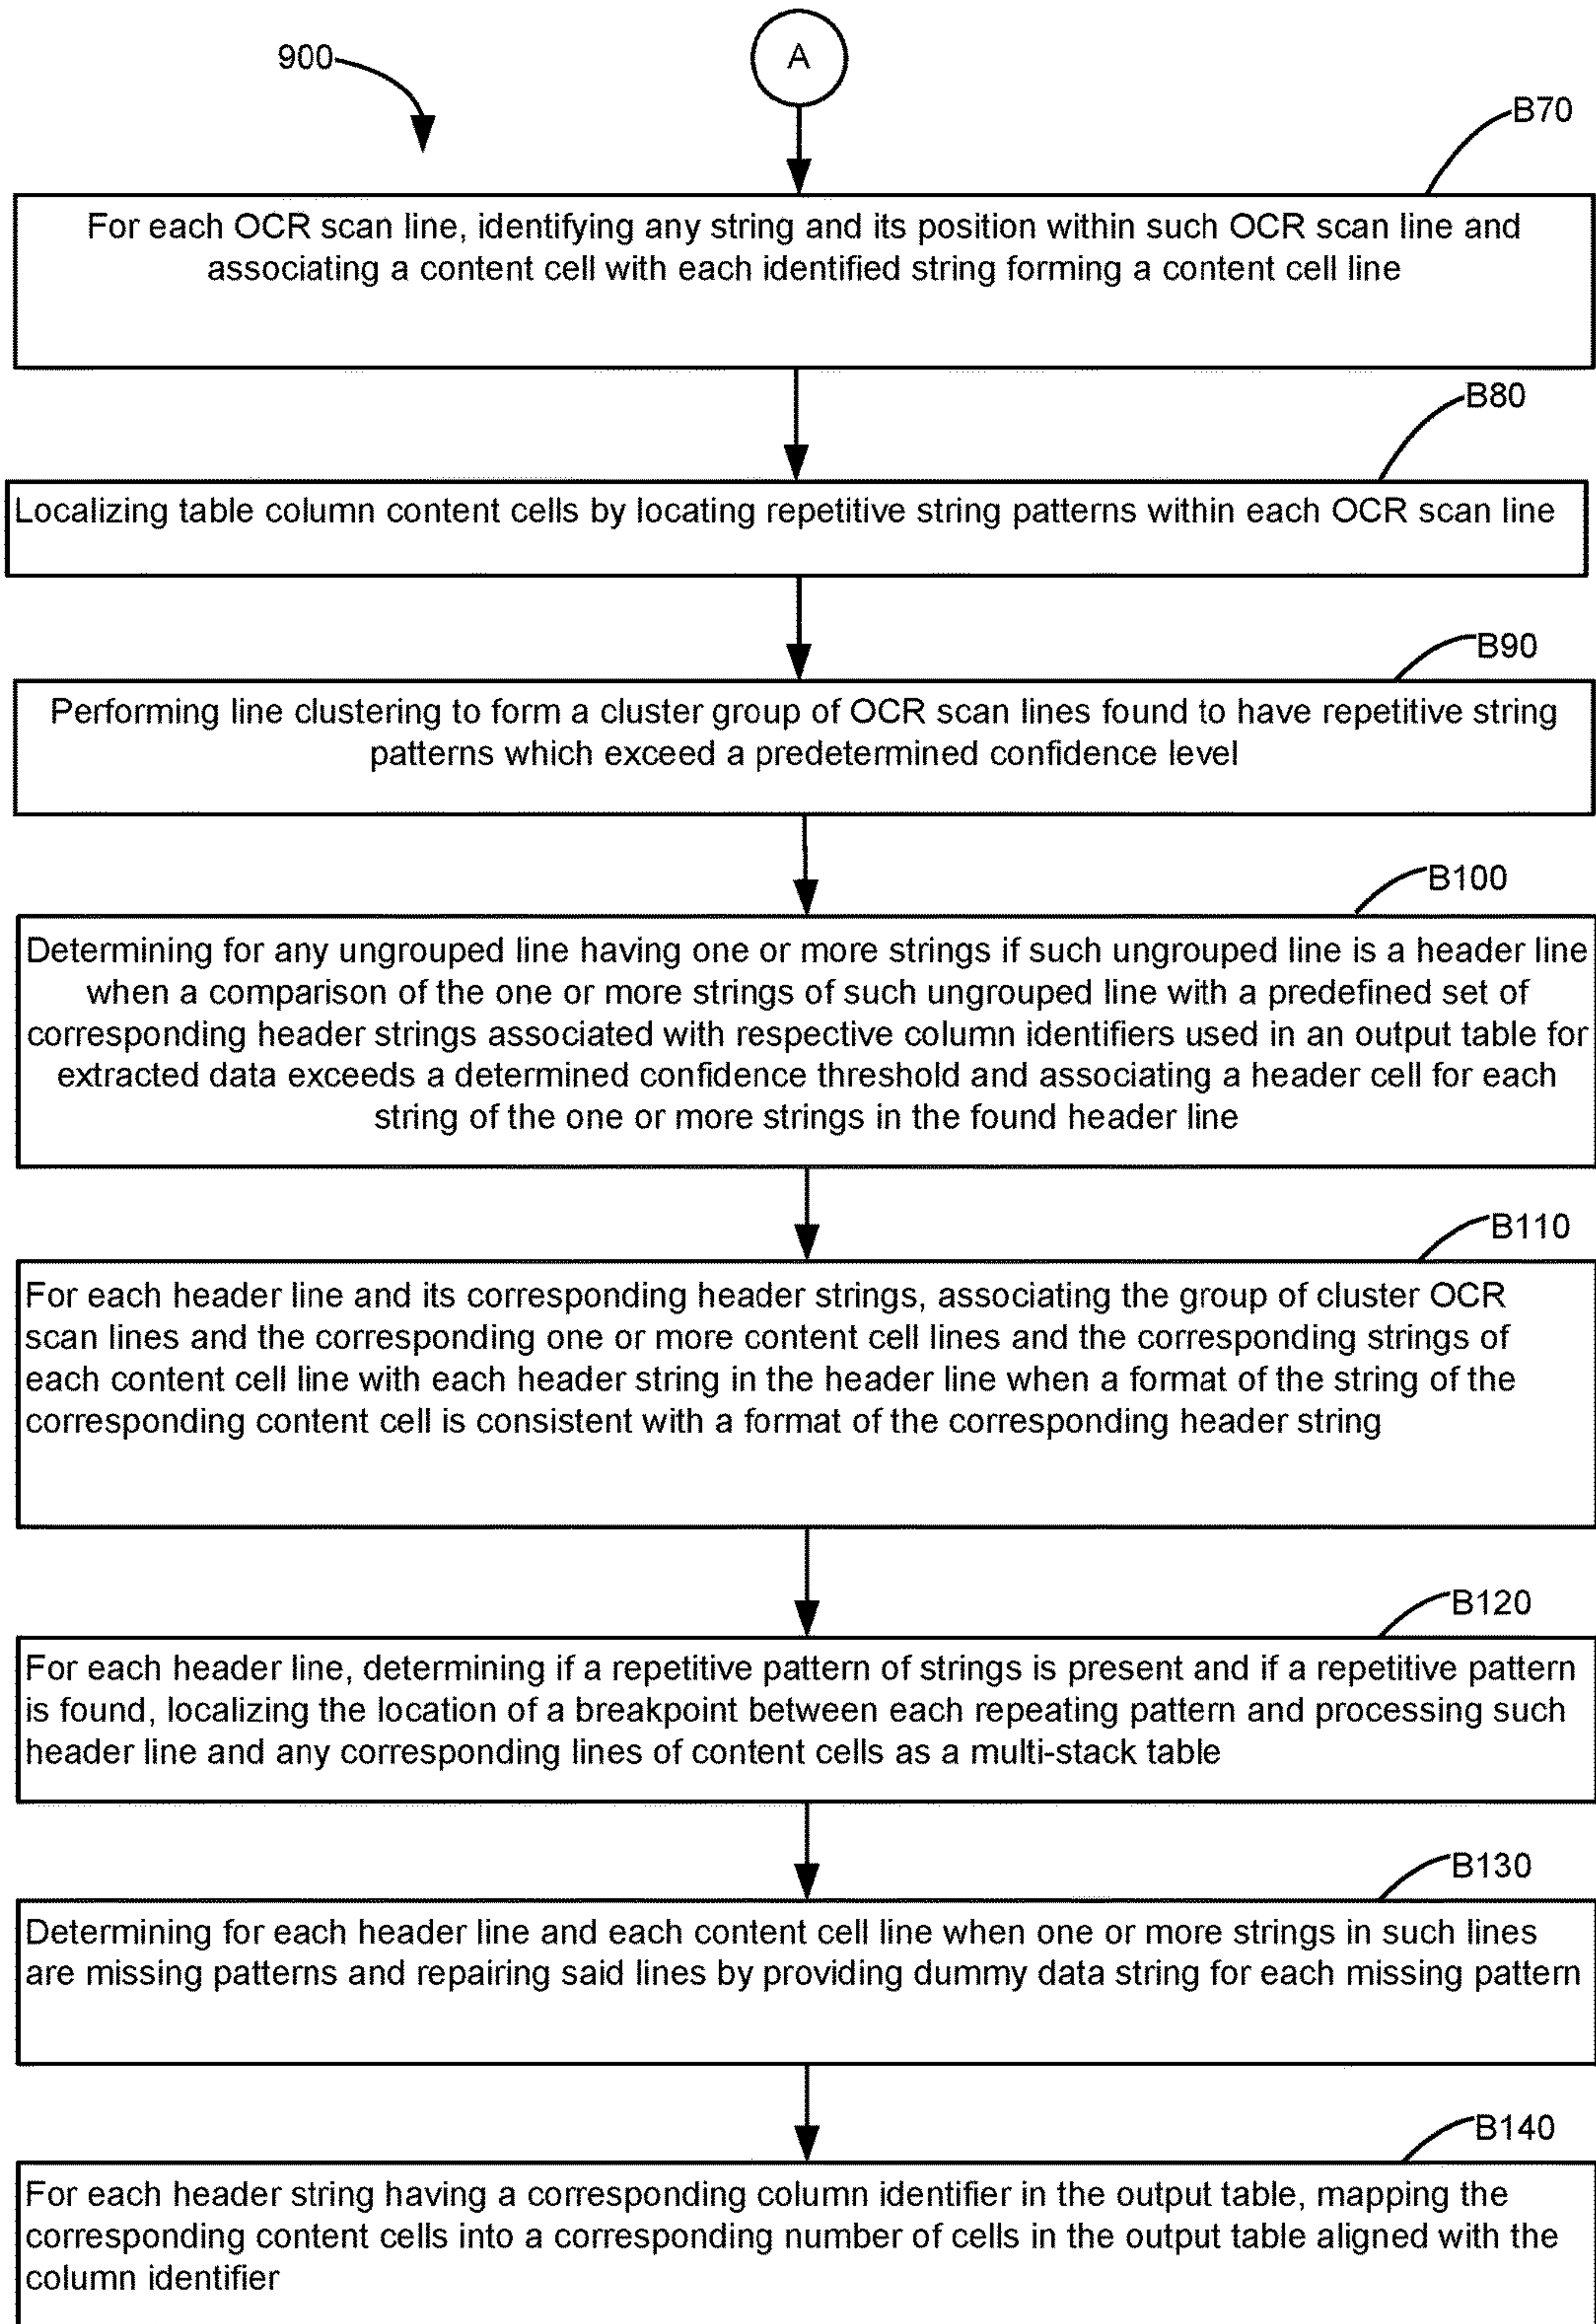 900
A
B70
For each OCR scan line, identifying any string and its position within such OCR scan line and
associating a content cell with each identified string forming a content cell line
B80
Localizing table column content cells by locating repetitive string patterns within each OCR scan line
B90
Performing line clustering to form a cluster group of OCR scan lines found to have repetitive string
patterns which exceed a predetermined confidence level
B100
Determining for any ungrouped line having one or more strings if such ungrouped line is a header line
when a comparison of the one or more strings of such ungrouped line with a predefined set of
corresponding header strings associated with respective column identifiers used in an output table for
extracted data exceeds a determined confidence threshold and associating a header cell for each
string of the one or more strings in the found header line
B110
For each header line and its corresponding header strings, associating the group of cluster OCR
scan lines and the corresponding one or more content cell lines and the corresponding strings of
each content cell line with each header string in the header line when a format of the string of the
corresponding content cell is consistent with a format of the corresponding header string
B120
For each header line, determining if a repetitive pattern of strings is present and if a repetitive pattern
is found, localizing the location of a breakpoint between each repeating pattern and processing such
header line and any corresponding lines of content cells as a multi-stack table
B130
Determining for each header line and each content cell line when one or more strings in such lines
are missing patterns and repairing said lines by providing dummy data string for each missing pattern
B140
For each header string having a corresponding column identifier in the output table, mapping the
corresponding content cells into a corresponding number of cells in the output table aligned with the
column identifier